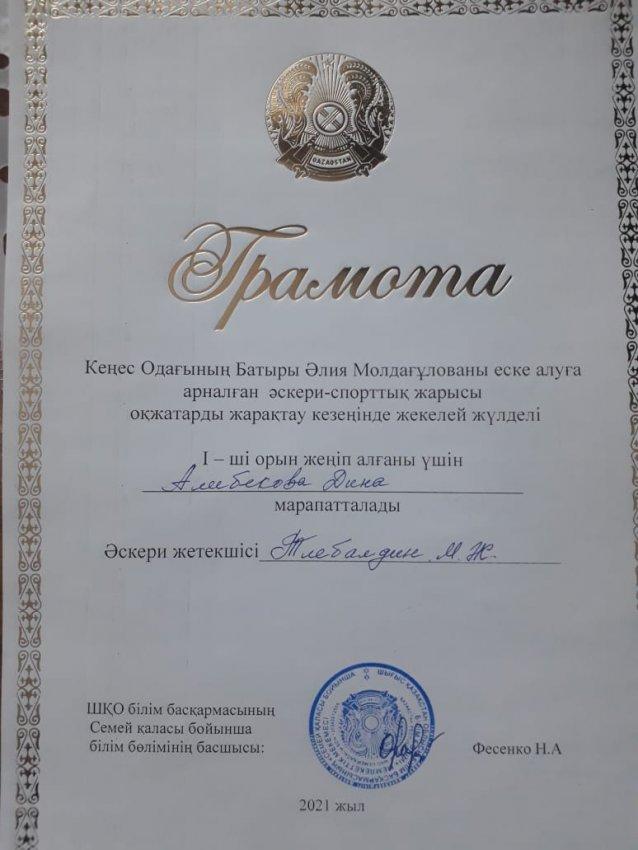 QAZAQSTAN
Грамота
Кеңес Одағының Батыры Әлия Молдағұлованы еске алуға
арналған әскери-спорттық жарысы
оқжатарды жарақтау кезеңінде жекелей жүлделі
I – ші орын жеңіп алғаны үшін
Алибекова Дина
марапатталады
Әскери жетекшісі Тлебалдин М.Ж.
ШҚО білім басқармасының
Семей қаласы бойынша
білім бөлімінің басшысы:
Фесенко Н.А
2021 жыл